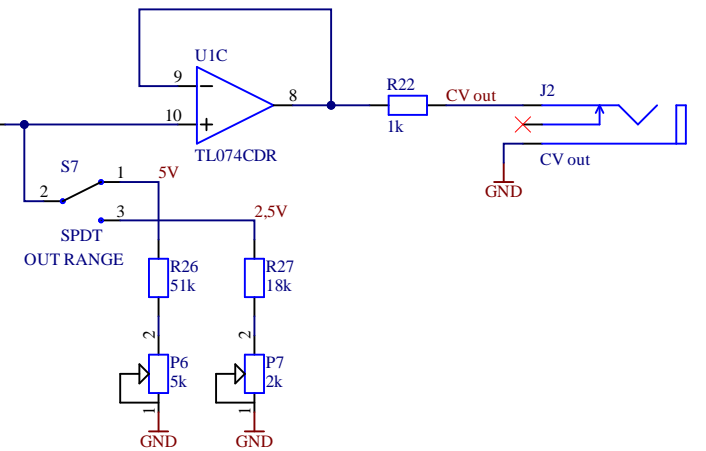 U1C
9
10
8
TL074CDR
R22
1k
CV out
J2
CV out
GND
S7
2
1
5V
3
2,5V
SPDT
OUT RANGE
R26
51k
R27
18k
2
P6
5k
1
GND
2
P7
2k
1
GND